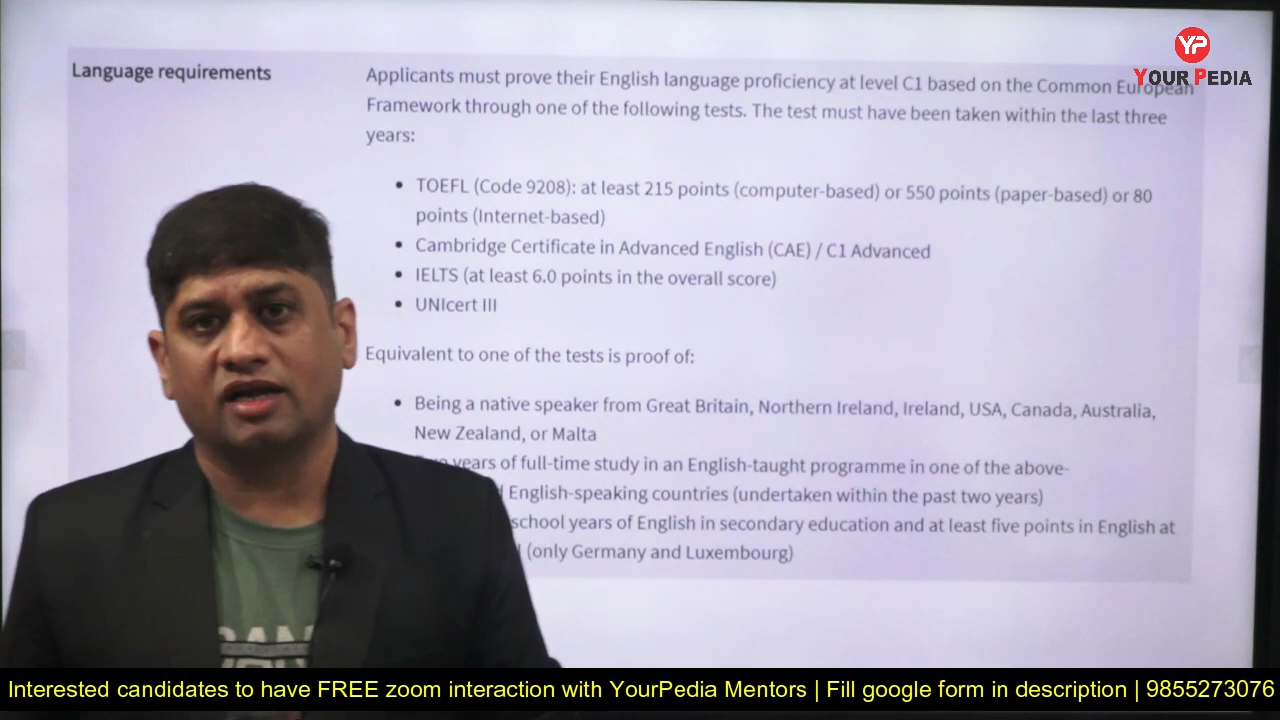 YP
YOUR PEDIA
Language requirements
Applicants must prove their English language proficiency at level C1 based on the Common European
Framework through one of the following tests. The test must have been taken within the last three
years:
• TOEFL (Code 9208): at least 215 points (computer-based) or 550 points (paper-based) or 80
points (Internet-based)
• Cambridge Certificate in Advanced English (CAE) / C1 Advanced
• IELTS (at least 6.0 points in the overall score)
• UNIcert III
Equivalent to one of the tests is proof of:
• Being a native speaker from Great Britain, Northern Ireland, Ireland, USA, Canada, Australia,
New Zealand, or Malta
years of full-time study in an English-taught programme in one of the above-
English-speaking countries (undertaken within the past two years)
school years of English in secondary education and at least five points in English at
(only Germany and Luxembourg)
Interested candidates to have FREE zoom interaction with YourPedia Mentors | Fill google form in description | 9855273076